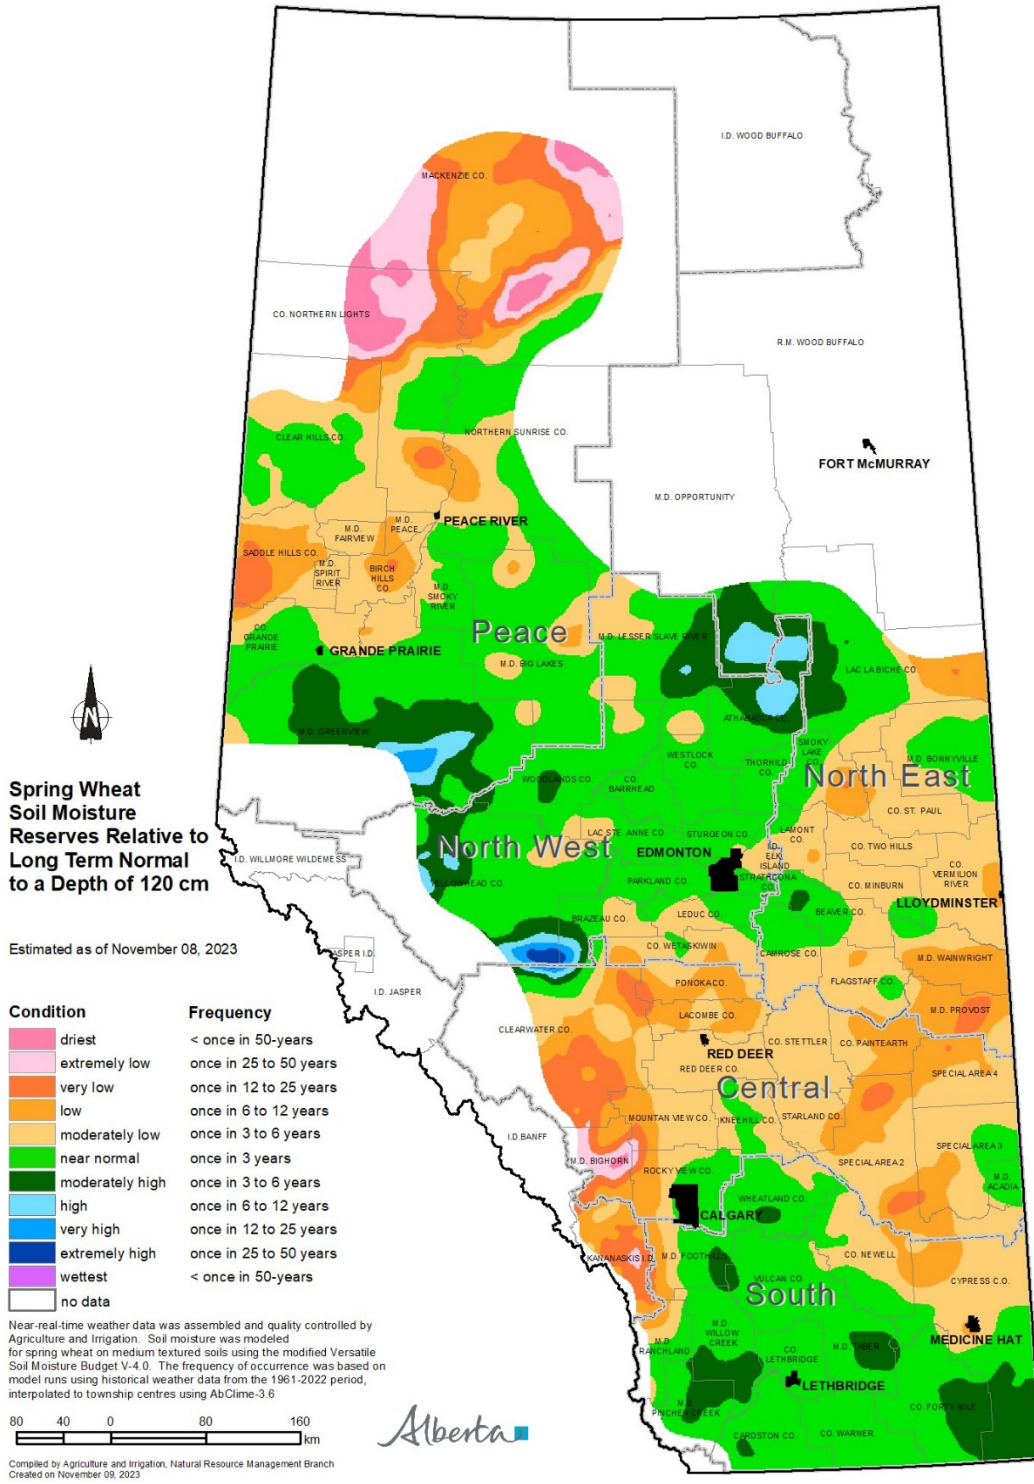 I.D. WOOD BUFFALO
MACKENZIE CO.
CO. NORTHERN LIGHTS
R.M. WOOD BUFFALO
CLEAR HILLS CO.
NORTHERN SUNRISE CO.
FORT McMURRAY
M.D. OPPORTUNITY
PEACE RIVER
M.D.
PEACE
M.D.
FAIRVIEW
SADDLE HILLS CO.
M.D.
SPIRIT
RIVER
BIRCH
HILLS
CO.
M.D.
SMOKY
RIVER
CO.
GRANDE
PRAIRIE
GRANDE PRAIRIE
Peace
M.D. LESSER SLAVE RIVER
M.D. BIG LAKES
LAC LA BICHE CO.
N
M.D. GREENVIEW
ATHABASCA CO.
WESTLOCK
CO
THORHILD
CO.
SMOKY
LAKE
CO.
M.D. BONNYVILLE
North East
WOODLANDS CO.
CO.
BARRHEAD
CO. ST. PAUL
Spring Wheat
Soil Moisture
Reserves Relative to
Long Term Normal
to a Depth of 120 cm
LAC STE ANNE CO.
STURGEON CO.
LAMONT
CO.
North West
EDMONTON
I.D.
ELK
ISLAND
CO. TWO HILLS
I.D. WILLMORE WILDERNESS
YELLOWHEAD CO.
PARKLAND CO.
STRATHCONA
CO.
CO. MINBURN
CO.
VERMILION
RIVER
LLOYDMINSTER
BRAZEAU CO.
LEDUC CO.
BEAVER CO.
Estimated as of November 08, 2023
JASPER I.D.
CO. WETASKIWIN
CAMROSE CO.
M.D. WAINWRIGHT
I.D. JASPER
PONOKA CO.
FLAGSTAFF CO.
CLEARWATER CO.
LACOMBE CO.
M.D. PROVOST
RED DEER
CO. STETTLER
CO. PAINTEARTH
RED DEER CO.
SPECIAL AREA 4
Central
MOUNTAN VIEW CO.
KNEEHILL CO.
STARLAND CO.
I.D.BANFF
M.D. BIGHORN
ROCKY VIEW CO.
SPECIAL AREA 2
SPECIAL AREA 3
M.D.
ACADIA
WHEATLAND CO.
CALGARY
KANANASKIS I.D.
M.D. FOOTHILLS
CO. NEWELL
VULCAN CO.
CYPRESS C.O.
South
M.D.
WILLOW
CREEK
M.D. TABER
MEDICINE HAT
M.D.
RANCHLAND
CO.
LETHBRIDGE
LETHBRIDGE
M.D.
PINCHER CREEK
CO. FORTY MILE
CARDSTON CO.
CO. WARNER
Condition Frequency
driest < once in 50-years
extremely low once in 25 to 50 years
very low once in 12 to 25 years
low once in 6 to 12 years
moderately low once in 3 to 6 years
near normal once in 3 years
moderately high once in 3 to 6 years
high once in 6 to 12 years
very high once in 12 to 25 years
extremely high once in 25 to 50 years
wettest < once in 50-years
no data
Near-real-time weather data was assembled and quality controlled by
Agriculture and Irrigation. Soil moisture was modeled
for spring wheat on medium textured soils using the modified Versatile
Soil Moisture Budget V-4.0. The frequency of occurrence was based on
model runs using historical weather data from the 1961-2022 period,
interpolated to township centres using AbClime-3.6
80 40 0 80 160
km
Alberta
Compiled by Agriculture and Irrigation, Natural Resource Management Branch
Created on November 09, 2023